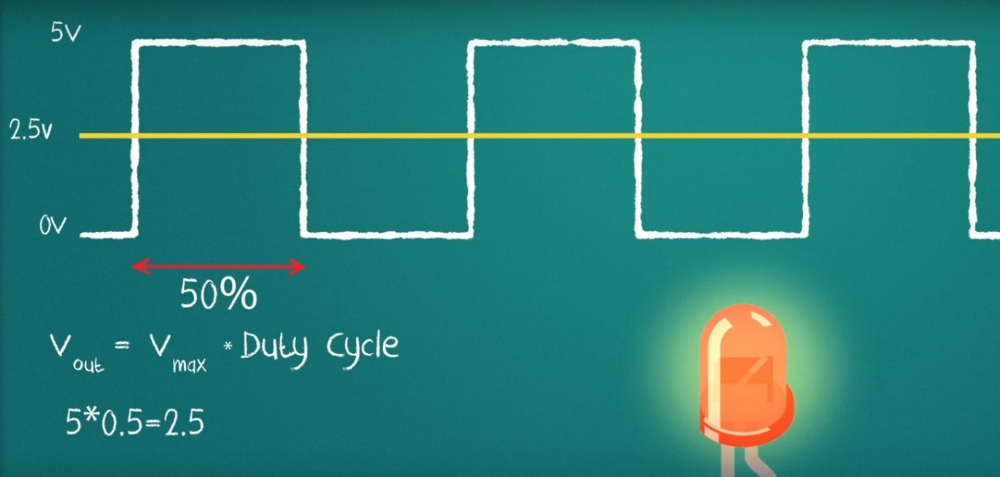 5V
2.5v
0V
50%
Vout = Vmax * Duty Cycle
5*0.5=2.5